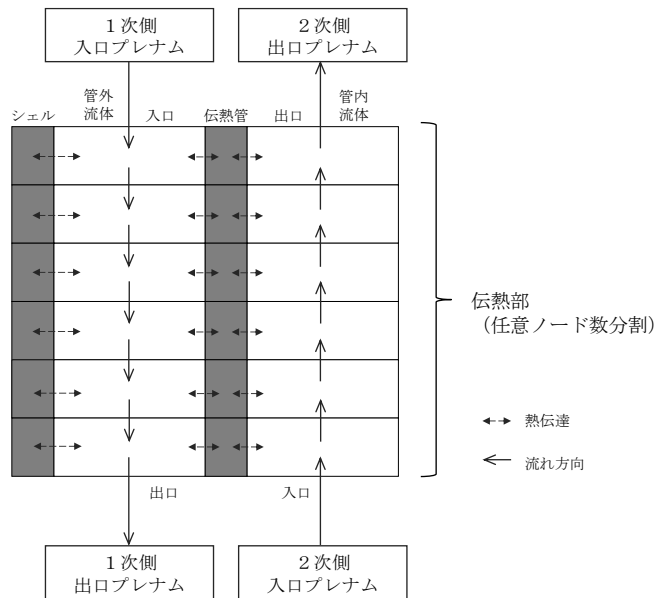 1次側
入口プレナム
2次側
出口プレナム
シェル
管外
流体
入口
伝熱管
出口
管内
流体
伝熱部
（任意ノード数分割）
熱伝達
流れ方向
出口
入口
1次側
出口プレナム
2次側
入口プレナム